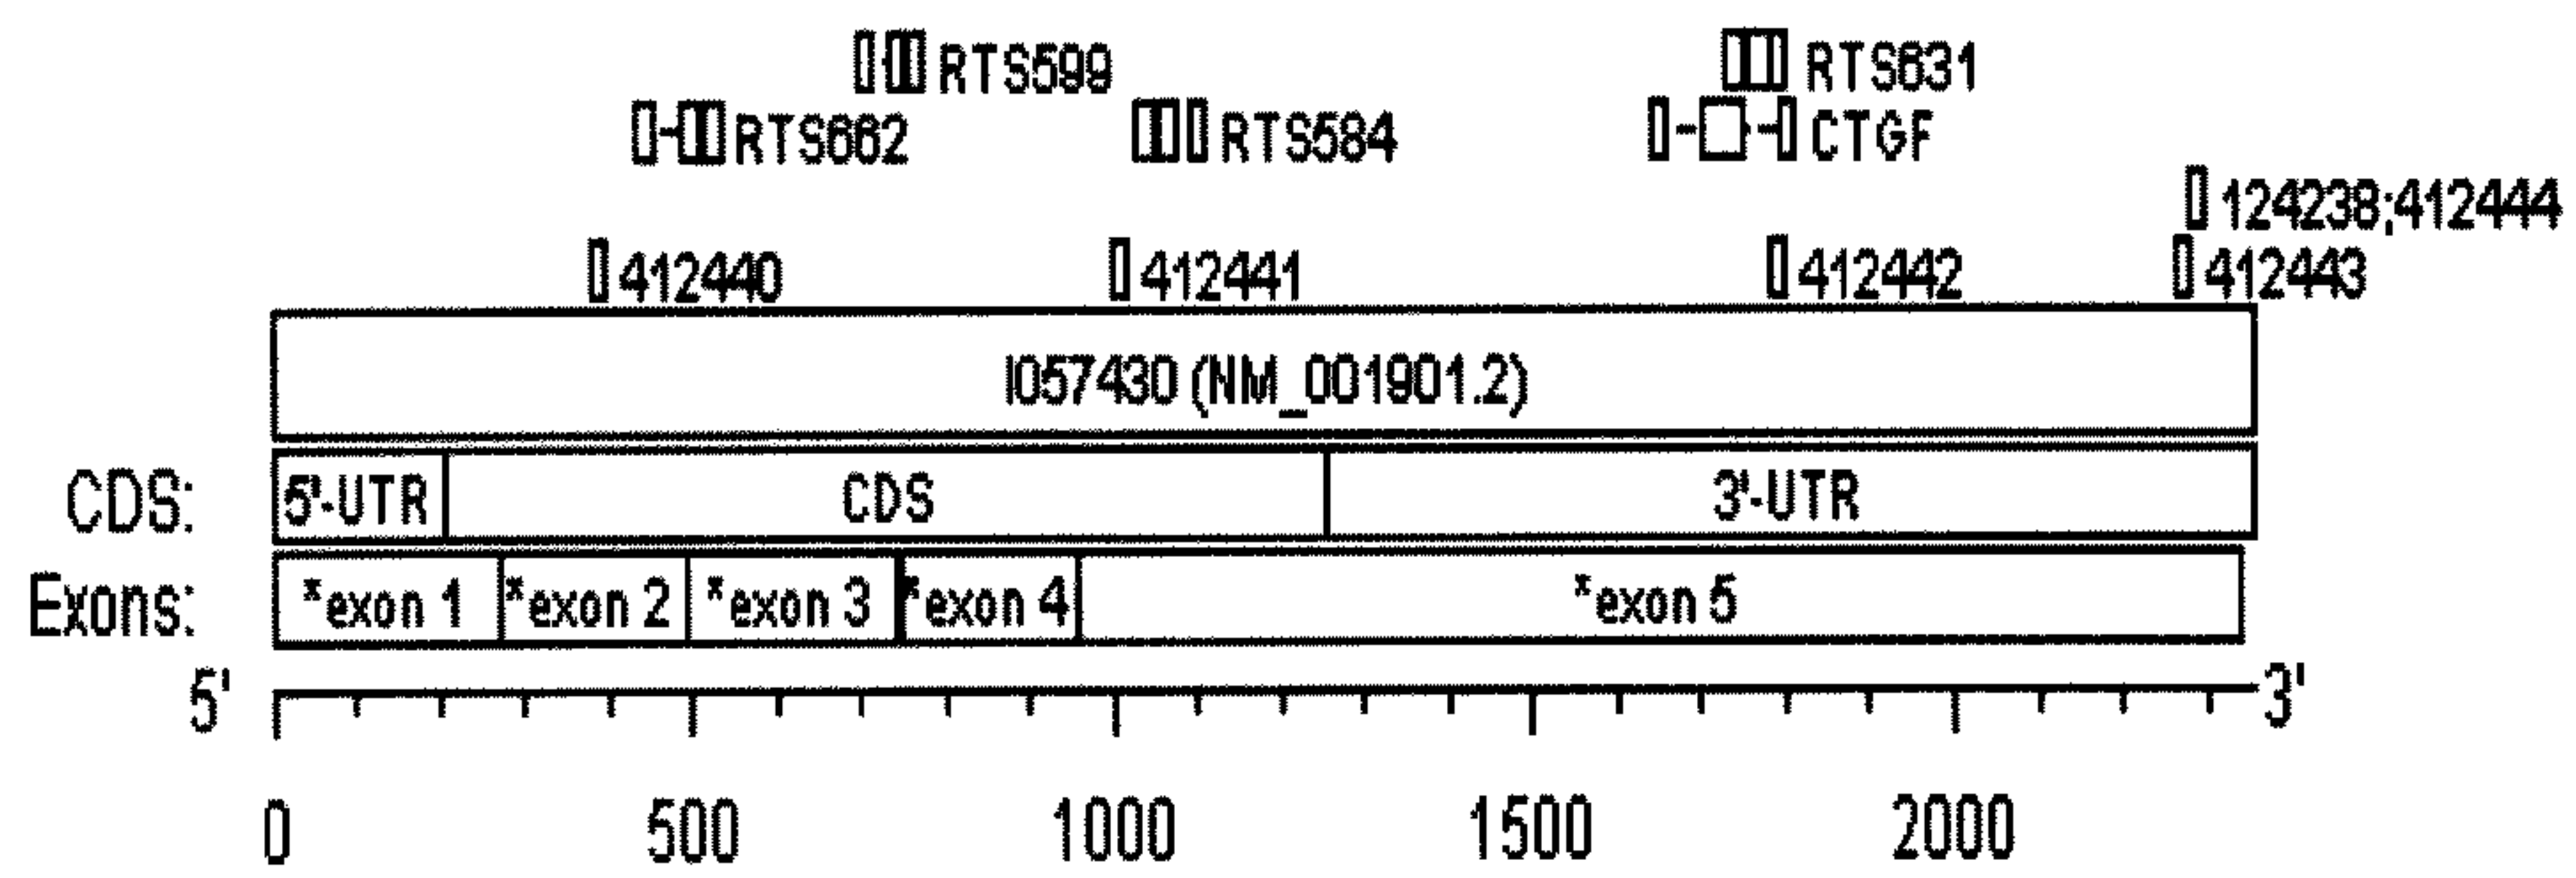 RTS599 RTS631
RTS662 RTS584 CTGF
124238;412444
412440 412441 412442 412443
I057430 (NM_001901.2)
CDS: 5'-UTR CDS 3'-UTR
Exons: *exon 1 *exon 2 *exon 3 *exon 4 *exon 5
5' 3'
0 500 1000 1500 2000